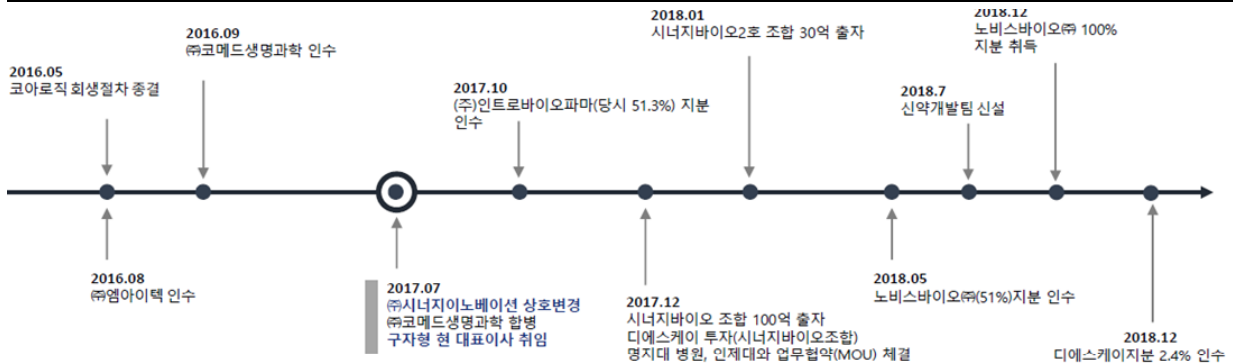 2016.05
코아로직 회생절차 종결
2016.09
㈜코메드생명과학 인수
2017.10
(주)인트로바이오파마(당시 51.3%) 지분
인수
2018.01
시너지바이오2호 조합 30억 출자
2018.7
신약개발팀 신설
2018.12
노비스바이오㈜ 100%
지분 취득
2016.08
㈜엠아이텍 인수
2017.07
㈜시너지이노베이션 상호변경
㈜코메드생명과학 합병
구자형 현 대표이사 취임
2017.12
시너지바이오 조합 100억 출자
디에스케이 투자(시너지바이오조합)
명지대 병원, 인제대와 업무협약(MOU) 체결
2018.05
노비스바이오㈜(51%)지분 인수
2018.12
디에스케이지분 2.4% 인수